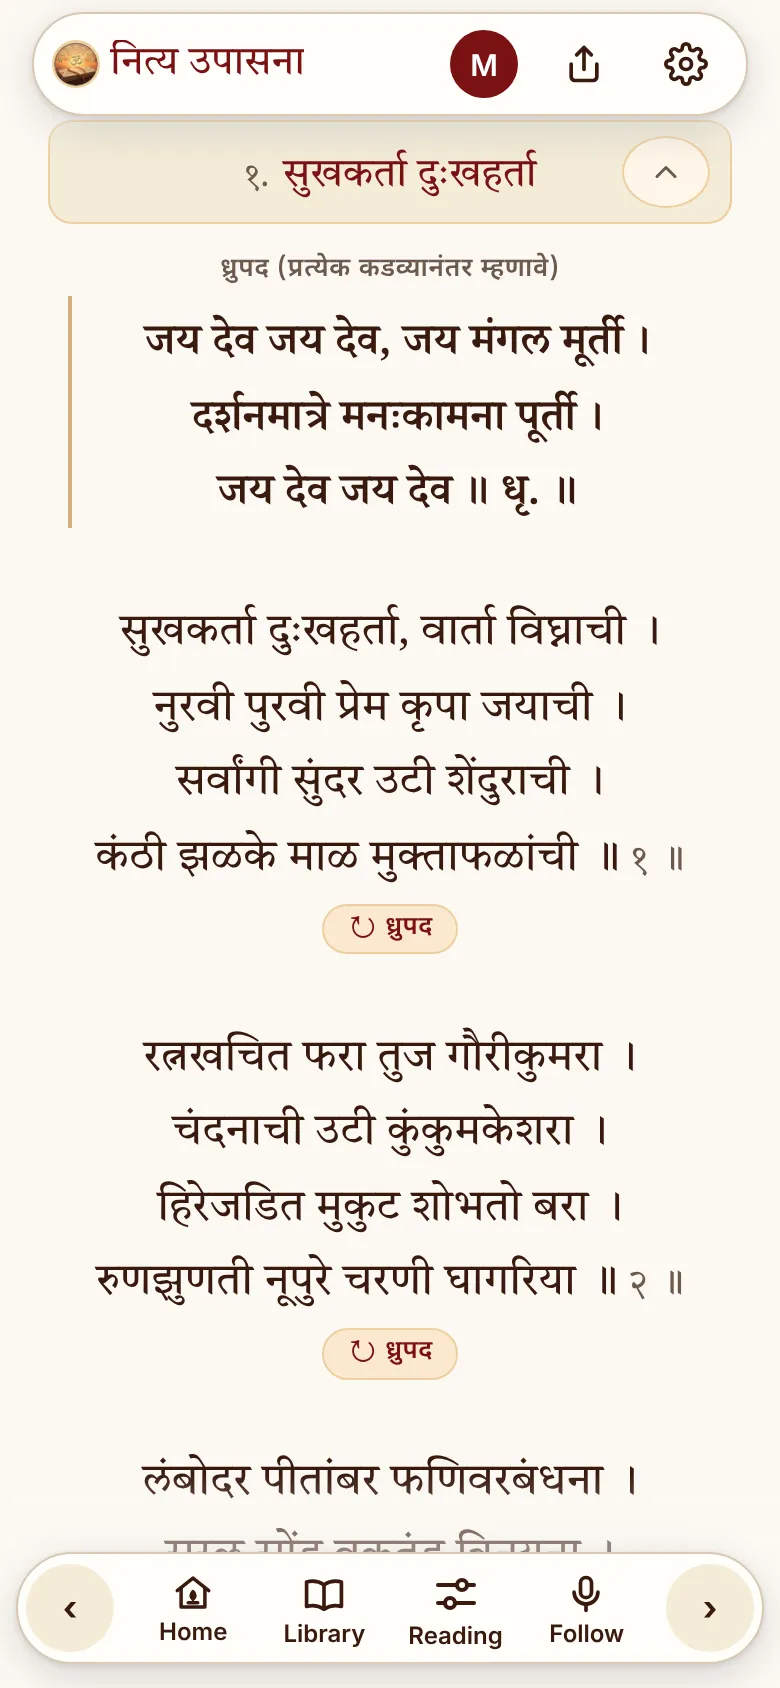 नित्य उपासना
M
१. सुखकर्ता दुःखहर्ता
ध्रुपद (प्रत्येक कडव्यानंतर म्हणावे)
जय देव जय देव, जय मंगल मूर्ती ।
दर्शनमात्रे मनःकामना पूर्ती ।
जय देव जय देव ॥ धृ. ॥
सुखकर्ता दुःखहर्ता, वार्ता विघ्नाची ।
नुरवी पुरवी प्रेम कृपा जयाची ।
सर्वांगी सुंदर उटी शेंदुराची ।
कंठी झळके माळ मुक्ताफळांची ॥ १ ॥
↻ ध्रुपद
रत्नखचित फरा तुज गौरीकुमरा ।
चंदनाची उटी कुंकुमकेशरा ।
हिरेजडित मुकुट शोभतो बरा ।
रुणझुणती नूपुरे चरणी घागरिया ॥ २ ॥
↻ ध्रुपद
लंबोदर पीतांबर फणिवरबंधना ।
‹ Home Library Reading Follow ›